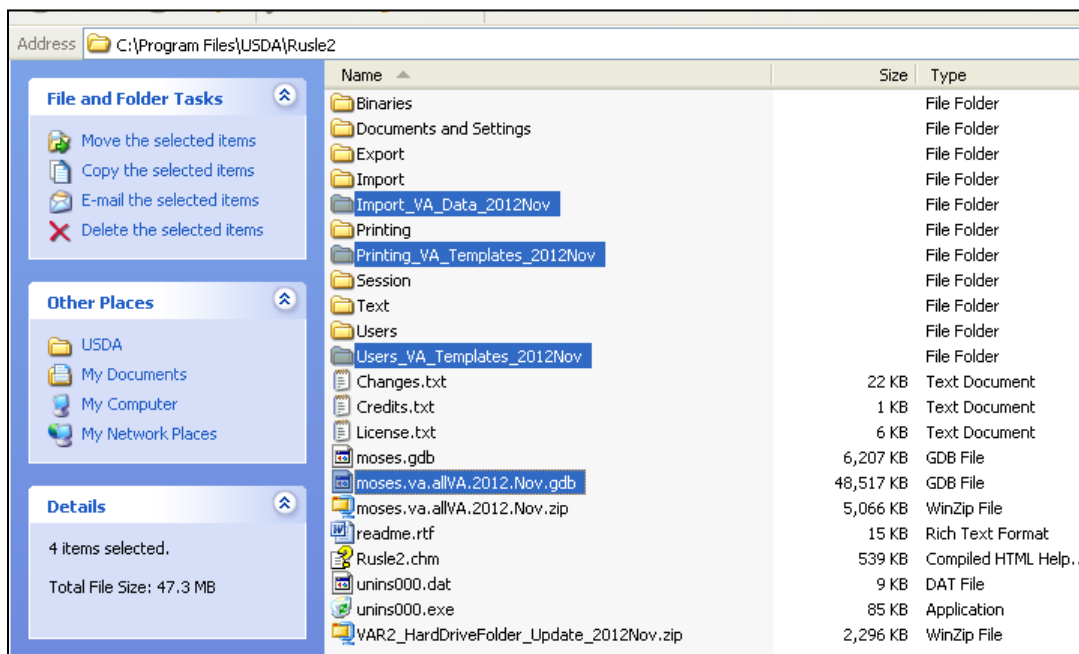 Address C:\Program Files\USDA\Rusle2
File and Folder Tasks
Move the selected items
Copy the selected items
E-mail the selected items
Delete the selected items
Other Places
USDA
My Documents
My Computer
My Network Places
Details
4 items selected.
Total File Size: 47.3 MB
Name Size Type
Binaries File Folder
Documents and Settings File Folder
Export File Folder
Import File Folder
Import_VA_Data_2012Nov File Folder
Printing File Folder
Printing_VA_Templates_2012Nov File Folder
Session File Folder
Text File Folder
Users File Folder
Users_VA_Templates_2012Nov File Folder
Changes.txt 22 KB Text Document
Credits.txt 1 KB Text Document
License.txt 6 KB Text Document
moses.gdb 6,207 KB GDB File
moses.va.allVA.2012.Nov.gdb 48,517 KB GDB File
moses.va.allVA.2012.Nov.zip 5,066 KB WinZip File
readme.rtf 15 KB Rich Text Format
Rusle2.chm 539 KB Compiled HTML Help..
unins000.dat 9 KB DAT File
unins000.exe 85 KB Application
VAR2_HardDriveFolder_Update_2012Nov.zip 2,296 KB WinZip File